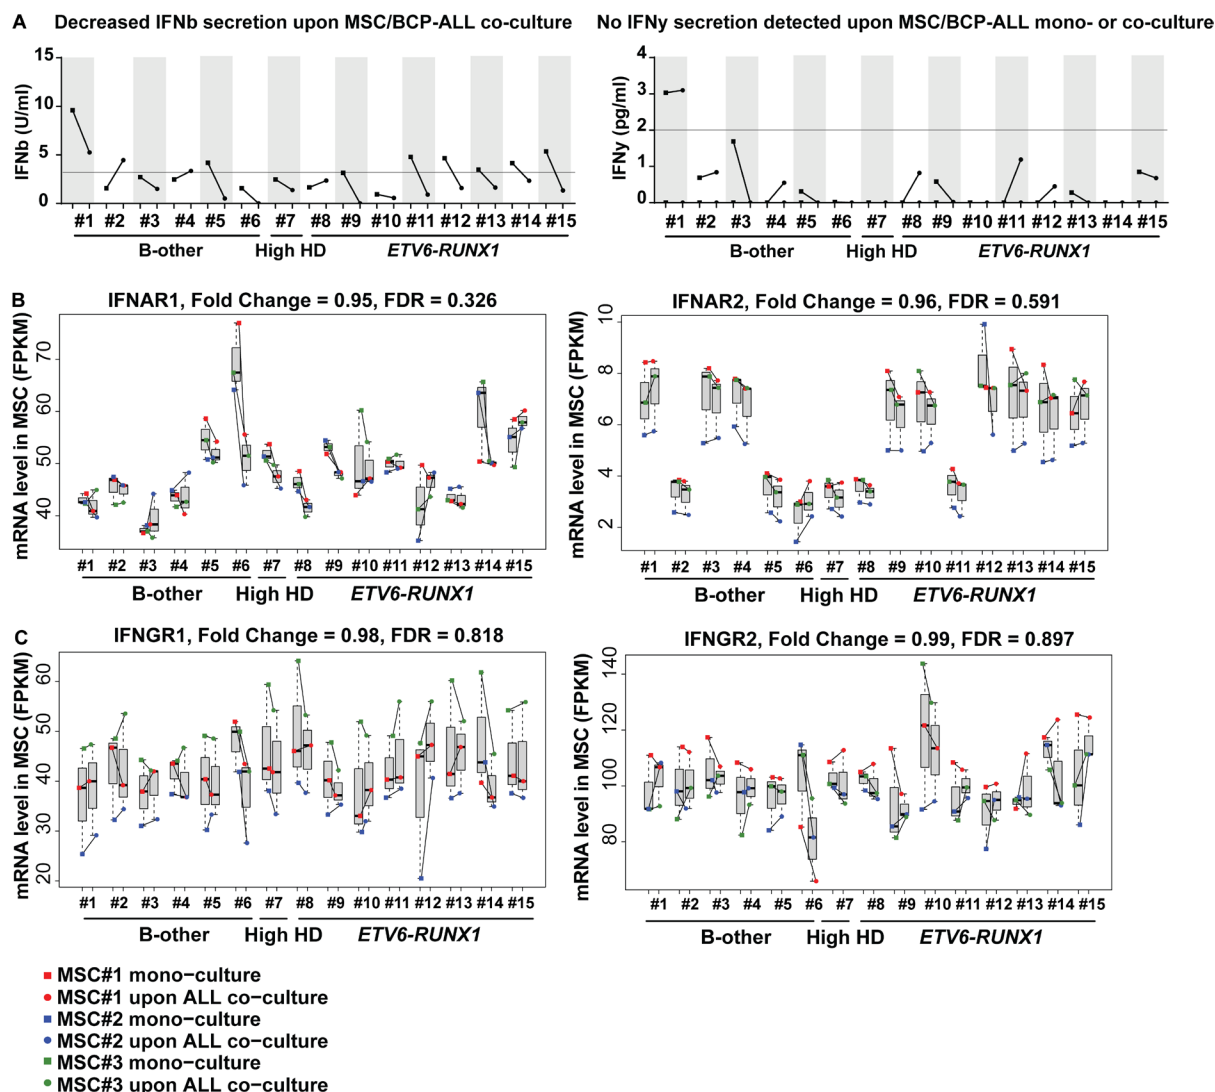 A Decreased IFNb secretion upon MSC/BCP-ALL co-culture
No IFNy secretion detected upon MSC/BCP-ALL mono- or co-culture
IFNb (U/ml)
15
10
5
0
#1 #2 #3 #4 #5 #6 #7 #8 #9 #10 #11 #12 #13 #14 #15
B-other High HD ETV6-RUNX1
IFNy (pg/ml)
4
3
2
1
0
#1 #2 #3 #4 #5 #6 #7 #8 #9 #10 #11 #12 #13 #14 #15
B-other High HD ETV6-RUNX1
B IFNAR1, Fold Change = 0.95, FDR = 0.326
mRNA level in MSC (FPKM)
70
60
50
40
#1 #2 #3 #4 #5 #6 #7 #8 #9 #10 #11 #12 #13 #14 #15
B-other High HD ETV6-RUNX1
IFNAR2, Fold Change = 0.96, FDR = 0.591
mRNA level in MSC (FPKM)
10
8
6
4
2
#1 #2 #3 #4 #5 #6 #7 #8 #9 #10 #11 #12 #13 #14 #15
B-other High HD ETV6-RUNX1
C IFNGR1, Fold Change = 0.98, FDR = 0.818
mRNA level in MSC (FPKM)
60
50
40
30
20
#1 #2 #3 #4 #5 #6 #7 #8 #9 #10 #11 #12 #13 #14 #15
B-other High HD ETV6-RUNX1
IFNGR2, Fold Change = 0.99, FDR = 0.897
mRNA level in MSC (FPKM)
140
120
100
80
#1 #2 #3 #4 #5 #6 #7 #8 #9 #10 #11 #12 #13 #14 #15
B-other High HD ETV6-RUNX1
MSC#1 mono−culture
MSC#1 upon ALL co−culture
MSC#2 mono−culture
MSC#2 upon ALL co−culture
MSC#3 mono−culture
MSC#3 upon ALL co−culture